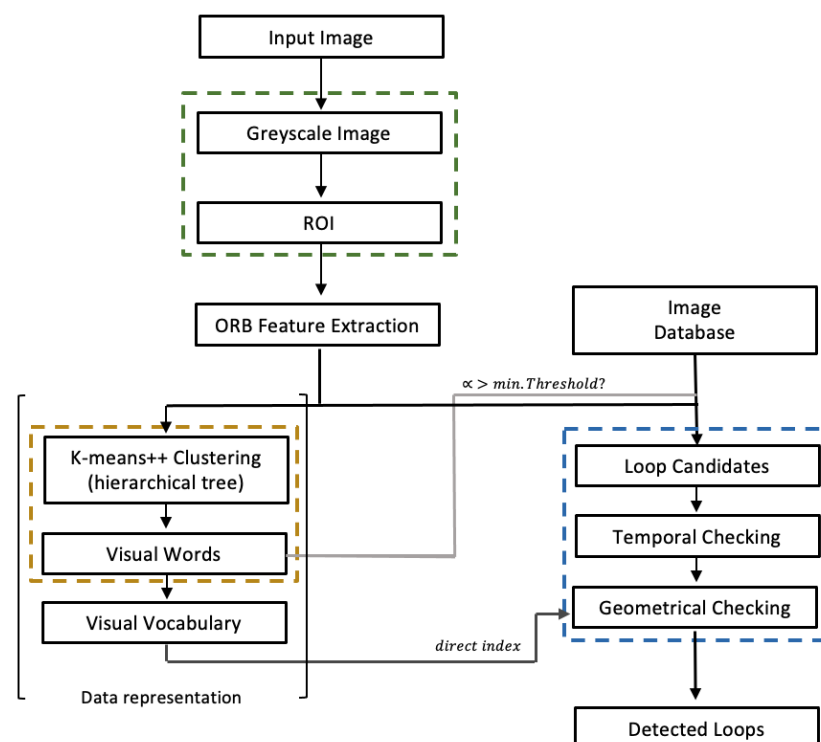 Input Image
Greyscale Image
ROI
ORB Feature Extraction
Image
Database
∝ > min.Threshold?
K-means++ Clustering
(hierarchical tree)
Loop Candidates
Visual Words
Temporal Checking
Visual Vocabulary
Geometrical Checking
direct index
Data representation
Detected Loops